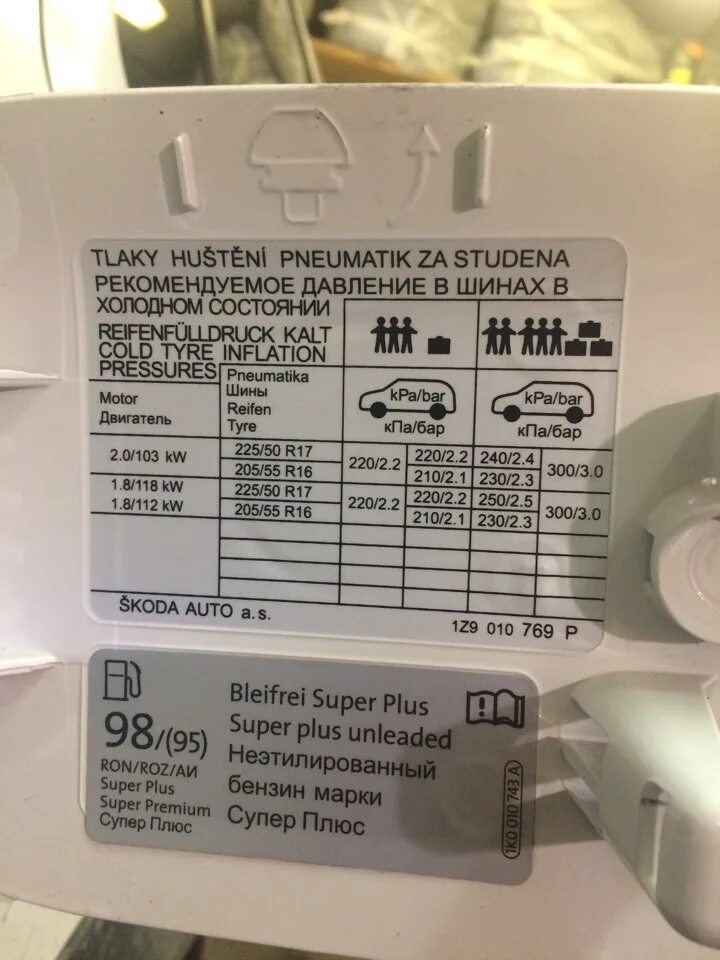 TLAKY HUŠTĚNÍ PNEUMATIK ZA STUDENA
РЕКОМЕНДУЕМОЕ ДАВЛЕНИЕ В ШИНАХ В
ХОЛОДНОМ СОСТОЯНИИ
REIFENFÜLLDRUCK KALT
COLD TYRE INFLATION
PRESSURES
Motor
Двигатель
Pneumatika
Шины
Reifen
Tyre
kPa/bar
кПа/бар
kPa/bar
кПа/бар
2.0/103 kW
225/50 R17
205/55 R16
220/2.2
220/2.2
210/2.1
240/2.4
230/2.3
300/3.0
1.8/118 kW
1.8/112 kW
225/50 R17
205/55 R16
220/2.2
220/2.2
210/2.1
250/2.5
230/2.3
300/3.0
ŠKODA AUTO a.s.
1Z9 010 769 P
98/(95)
RON/ROZ/АИ
Super Plus
Super Premium
Супер Плюс
Bleifrei Super Plus
Super plus unleaded
Неэтилированный
бензин марки
Супер Плюс
1K0 010 743 A